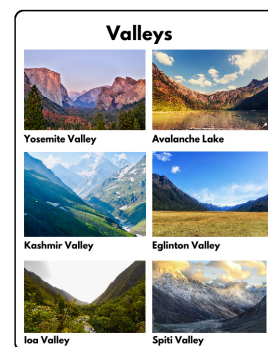 Valleys
Yosemite Valley
Avalanche Lake
Kashmir Valley
Eglinton Valley
Ioa Valley
Spiti Valley